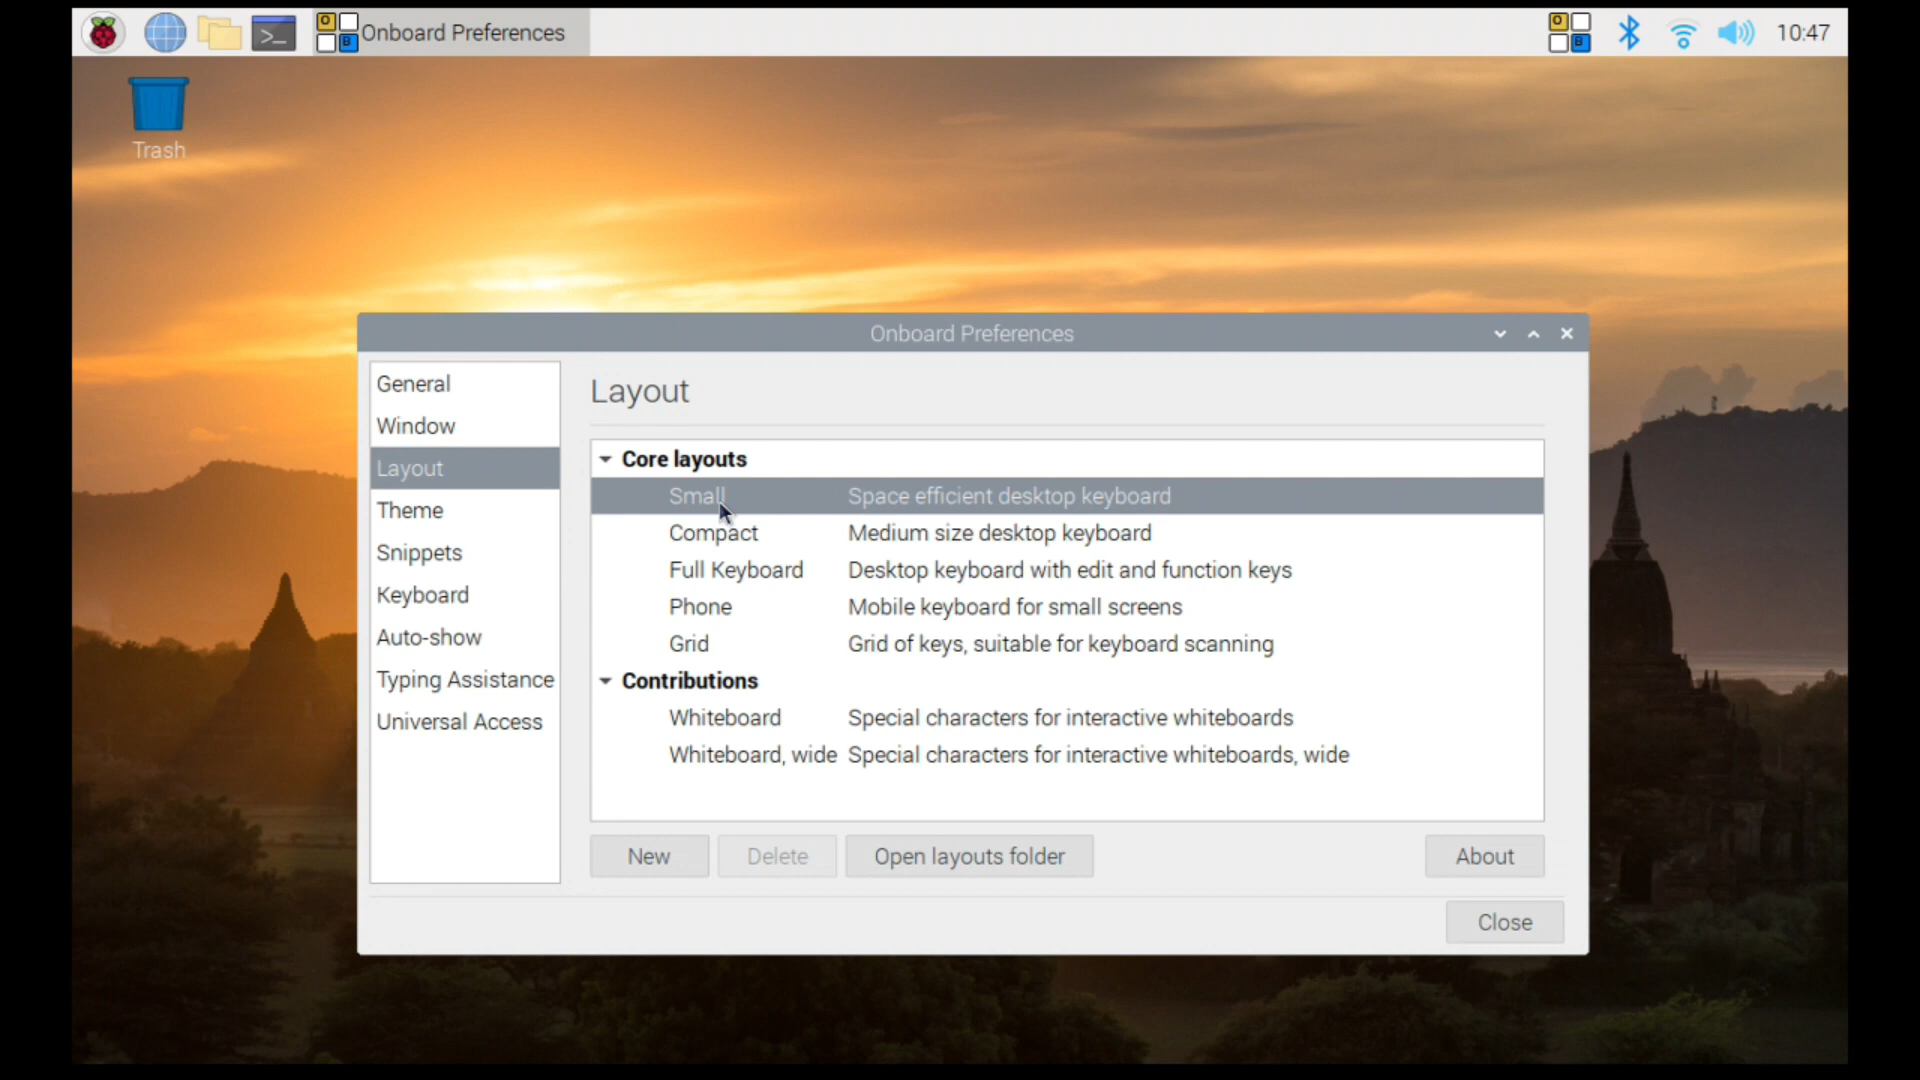 Onboard Preferences
10:47
Trash
Onboard Preferences
General
Window
Layout
Theme
Snippets
Keyboard
Auto-show
Typing Assistance
Universal Access
Layout
Core layouts
Small Space efficient desktop keyboard
Compact Medium size desktop keyboard
Full Keyboard Desktop keyboard with edit and function keys
Phone Mobile keyboard for small screens
Grid Grid of keys, suitable for keyboard scanning
Contributions
Whiteboard Special characters for interactive whiteboards
Whiteboard, wide Special characters for interactive whiteboards, wide
New Delete Open layouts folder About
Close